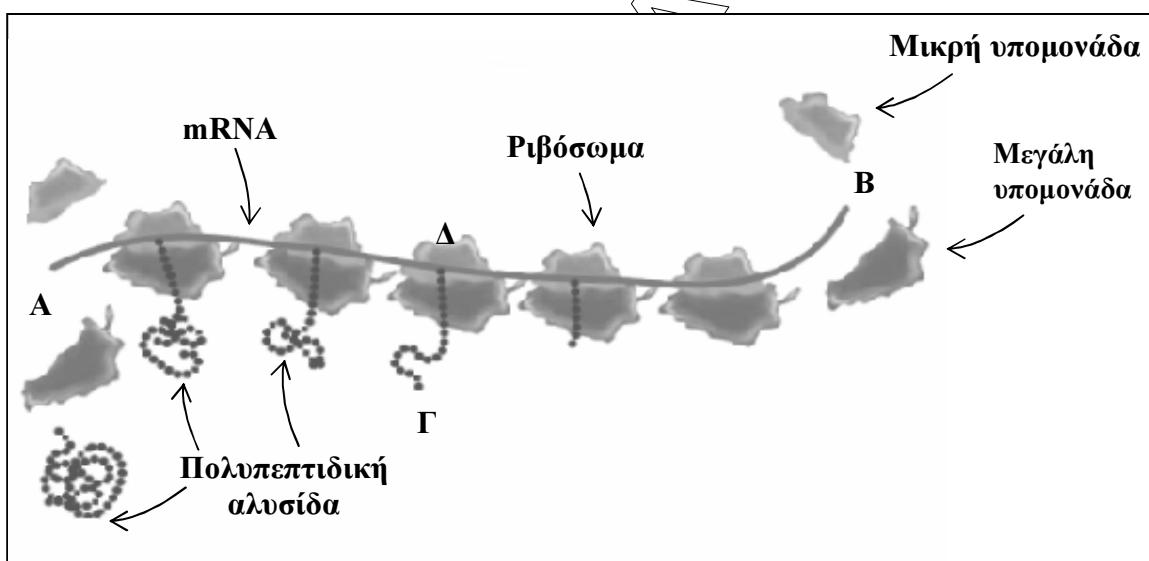 Μικρή υπομονάδα
mRNA
Ριβόσωμα
Μεγάλη
υπομονάδα
Β
Δ
Α
Γ
Πολυπεπτιδική
αλυσίδα